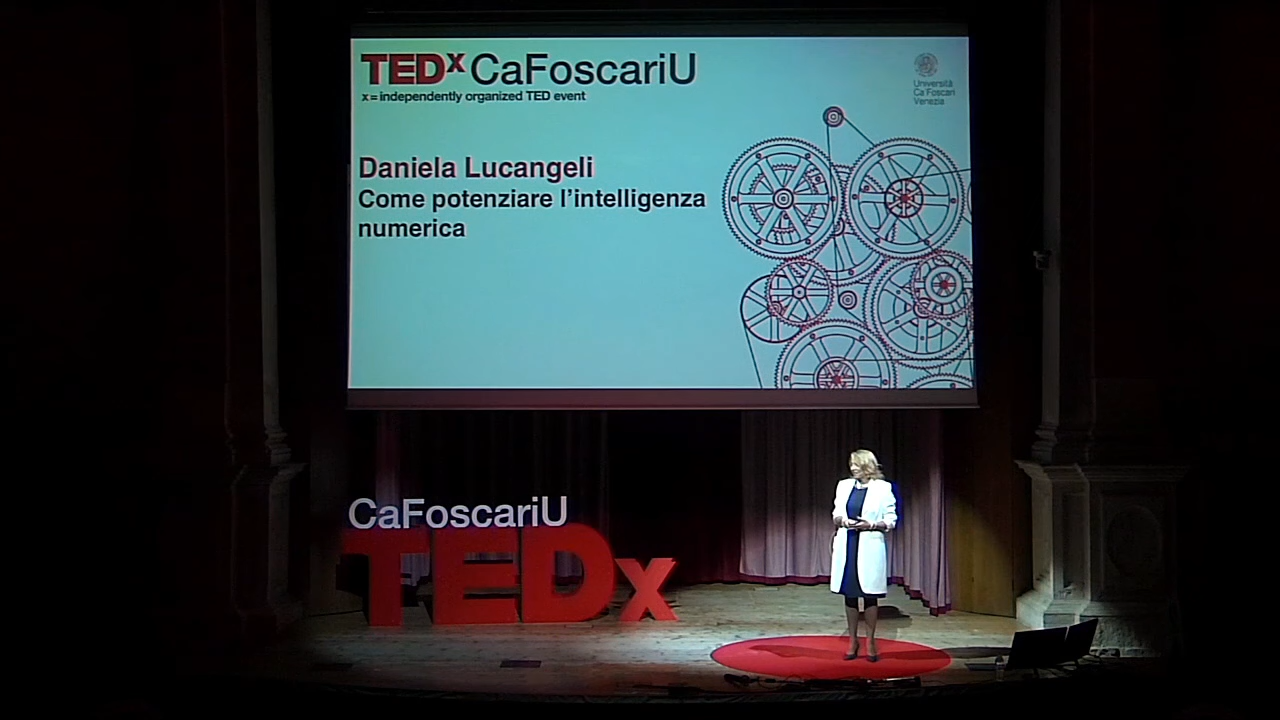 TEDx CaFoscariU
x = independently organized TED event
Università
Ca' Foscari
Venezia
Daniela Lucangeli
Come potenziare l'intelligenza
numerica
CaFoscariU
TEDx